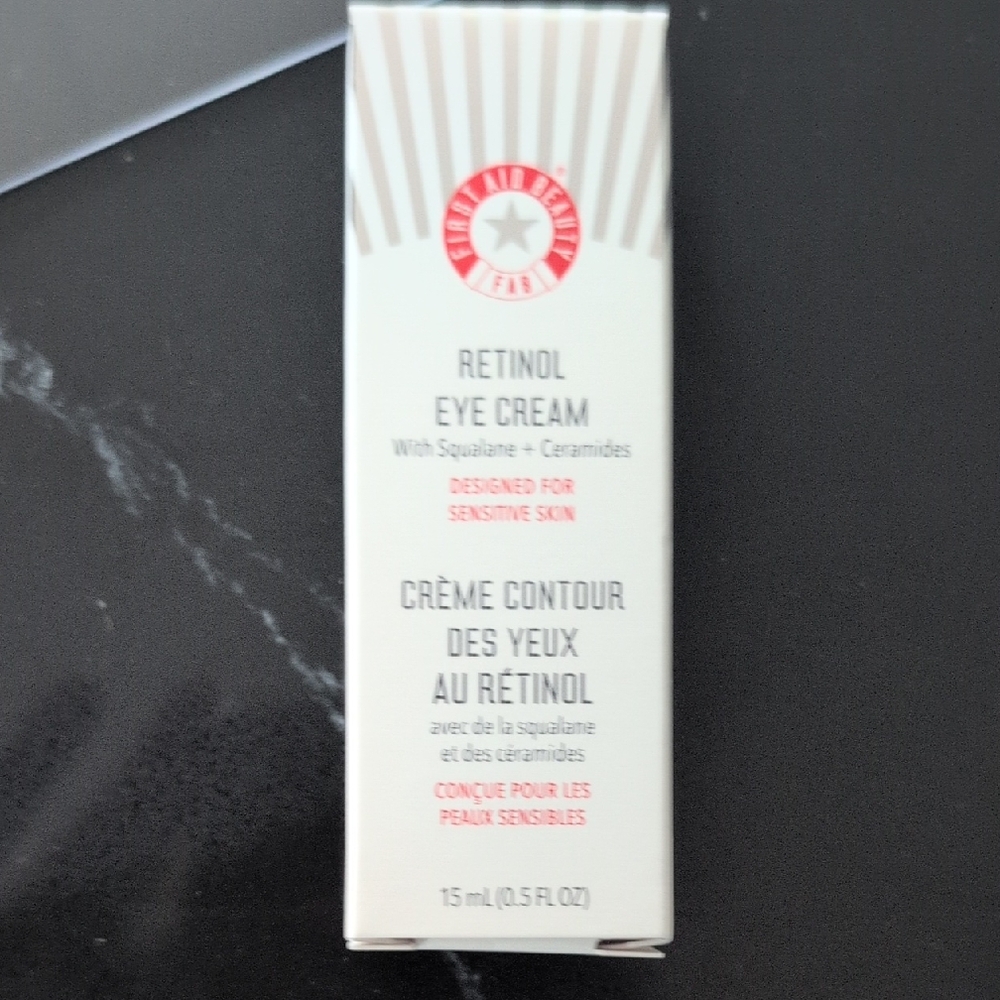 FIRST AID BEAUTY
FAB
RETINOL
EYE CREAM
With Squalane + Ceramides
DESIGNED FOR
SENSITIVE SKIN
CRÈME CONTOUR
DES YEUX
AU RÉTINOL
avec de la squalane
et des céramides
CONÇUE POUR LES
PEAUX SENSIBLES
15 mL (0.5 FL OZ)